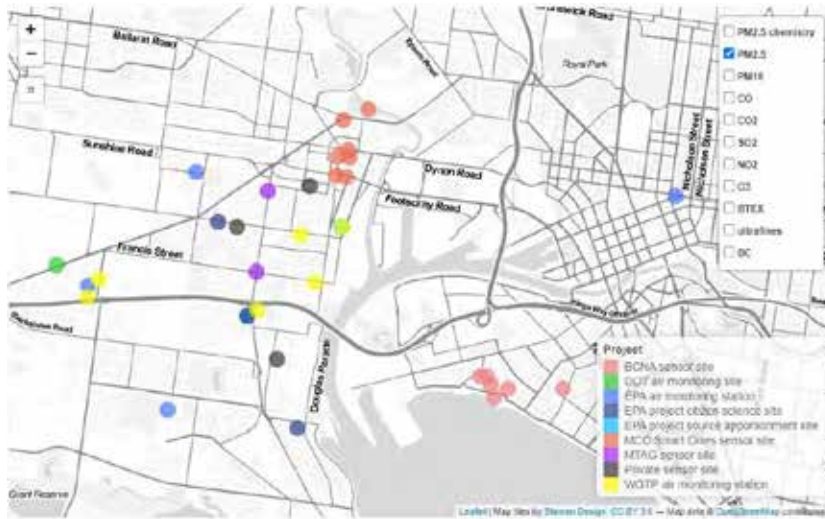 Ballarat Road
Royal Park
Sunshine Road
Dynon Road
Footscray Road
Nicholson Street
Nicholson Street
Francis Street
Douglas Parade
+
−
PM2.5 chemistry
PM2.5
PM10
CO
CO2
SO2
NO2
O3
BTEX
ultrafines
BC
Project
BCNA sensor site
DOT air monitoring site
EPA air monitoring station
EPA project citizen science site
EPA project source apportionment site
MCC Smart Cities sensor site
MTAG sensor site
Private sensor site
WGTP air monitoring station
Leaflet | Map tiles by Stamen Design, CC BY 3.0 — Map data © OpenStreetMap contributors